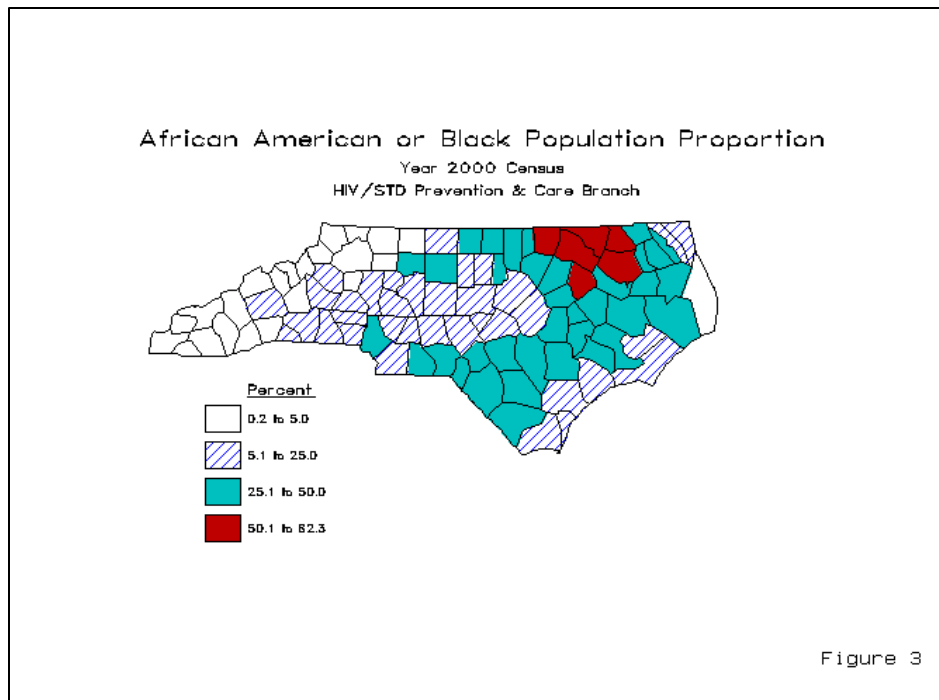 African American or Black Population Proportion
Year 2000 Census
HIV/STD Prevention & Care Branch
Percent
0.2 to 5.0
5.1 to 25.0
25.1 to 50.0
50.1 to 62.3
Figure 3